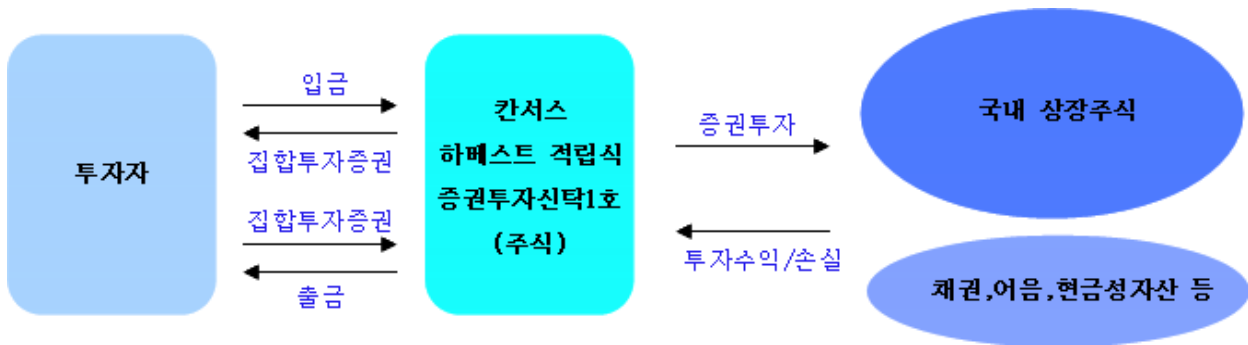 투자자
입금
집합투자증권
집합투자증권
출금
칸서스
하베스트 적립식
증권투자신탁1호
(주식)
증권투자
투자수익/손실
국내 상장주식
채권,어음,현금성자산 등